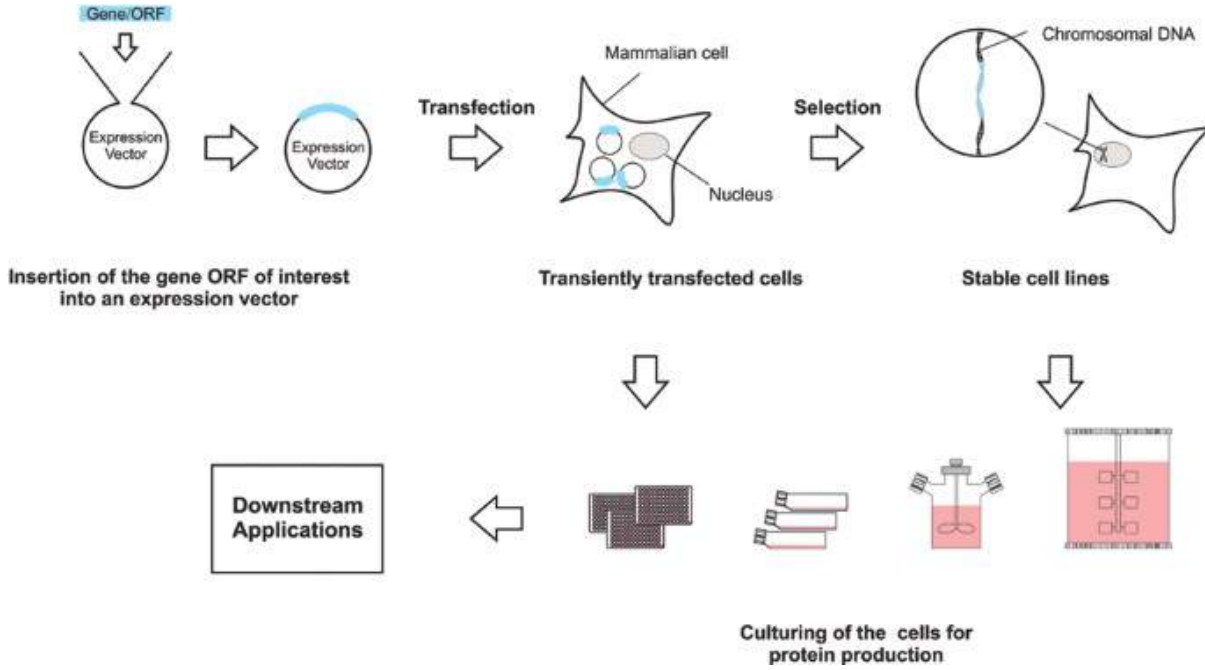 Gene/ORF
Expression
Vector
Expression
Vector
Transfection
Mammalian cell
Nucleus
Selection
Chromosomal DNA
Insertion of the gene ORF of interest
into an expression vector
Transiently transfected cells
Stable cell lines
Downstream
Applications
Culturing of the cells for
protein production